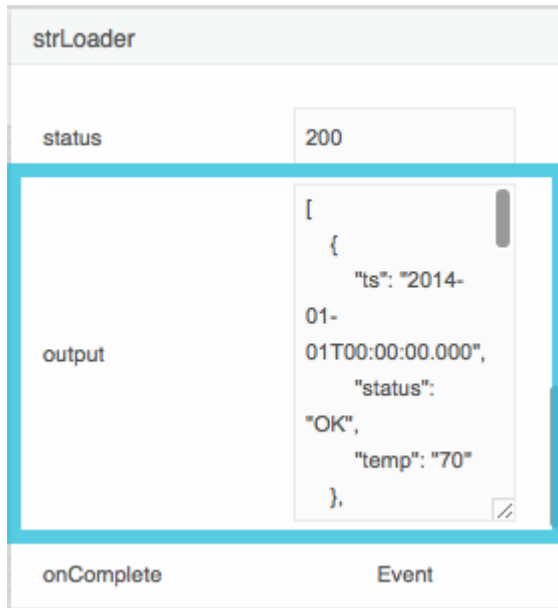 strLoader
status
200
output
[
{
"ts": "2014-
01-
01T00:00:00.000",
"status":
"OK",
"temp": "70"
},
onComplete
Event